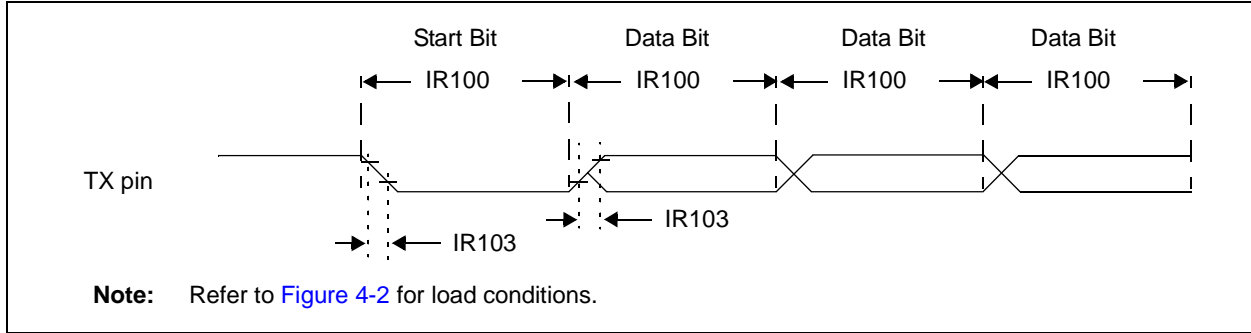 Start Bit Data Bit Data Bit Data Bit
IR100 IR100 IR100 IR100
TX pin
IR103 IR103
Note: Refer to Figure 4-2 for load conditions.